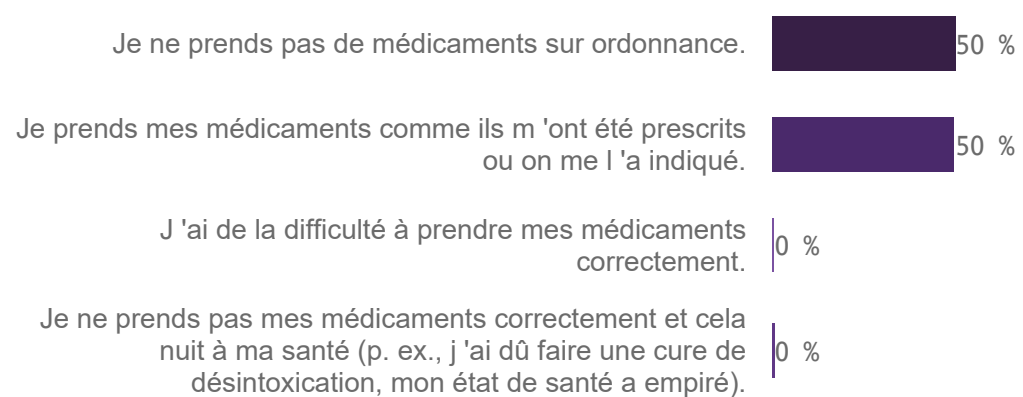 Je ne prends pas de médicaments sur ordonnance.
50 %
Je prends mes médicaments comme ils m 'ont été prescrits
ou on me l 'a indiqué.
50 %
J 'ai de la difficulté à prendre mes médicaments
correctement.
0 %
Je ne prends pas mes médicaments correctement et cela
nuit à ma santé (p. ex., j 'ai dû faire une cure de
désintoxication, mon état de santé a empiré).
0 %